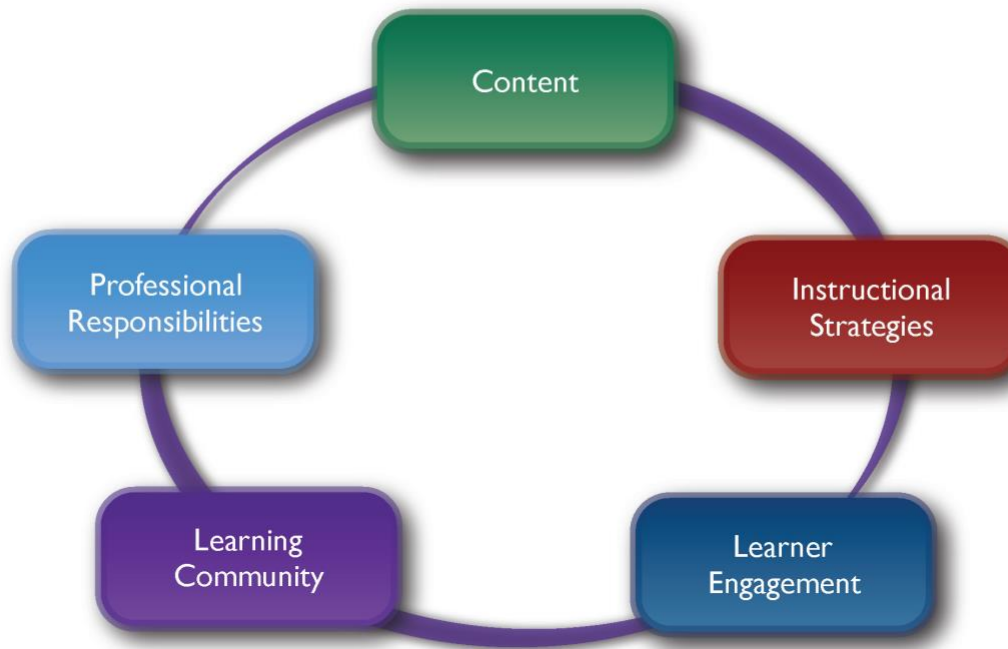 Content
Professional
Responsibilities
Instructional
Strategies
Learning
Community
Learner
Engagement